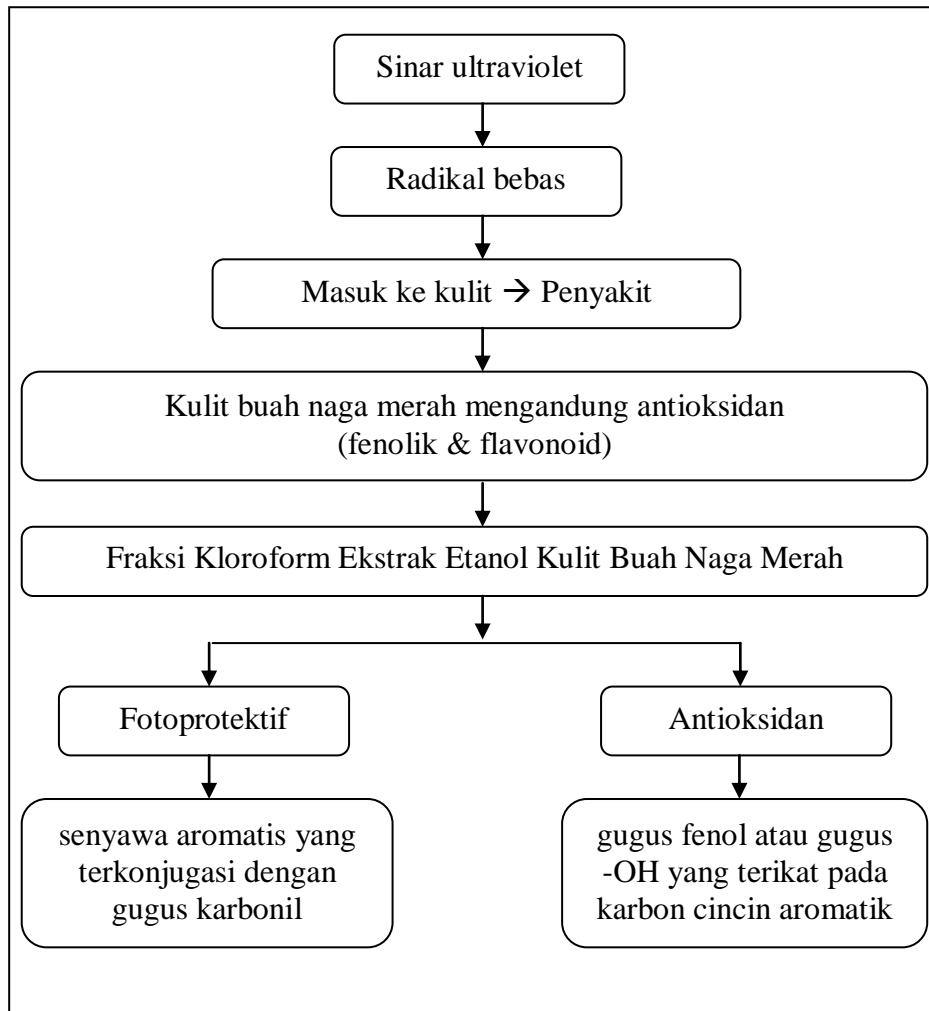 Sinar ultraviolet
Radikal bebas
Masuk ke kulit → Penyakit
Kulit buah naga merah mengandung antioksidan
(fenolik & flavonoid)
Fraksi Kloroform Ekstrak Etanol Kulit Buah Naga Merah
Fotoprotektif
Antioksidan
senyawa aromatis yang
terkonjugasi dengan
gugus karbonil
gugus fenol atau gugus
-OH yang terikat pada
karbon cincin aromatik